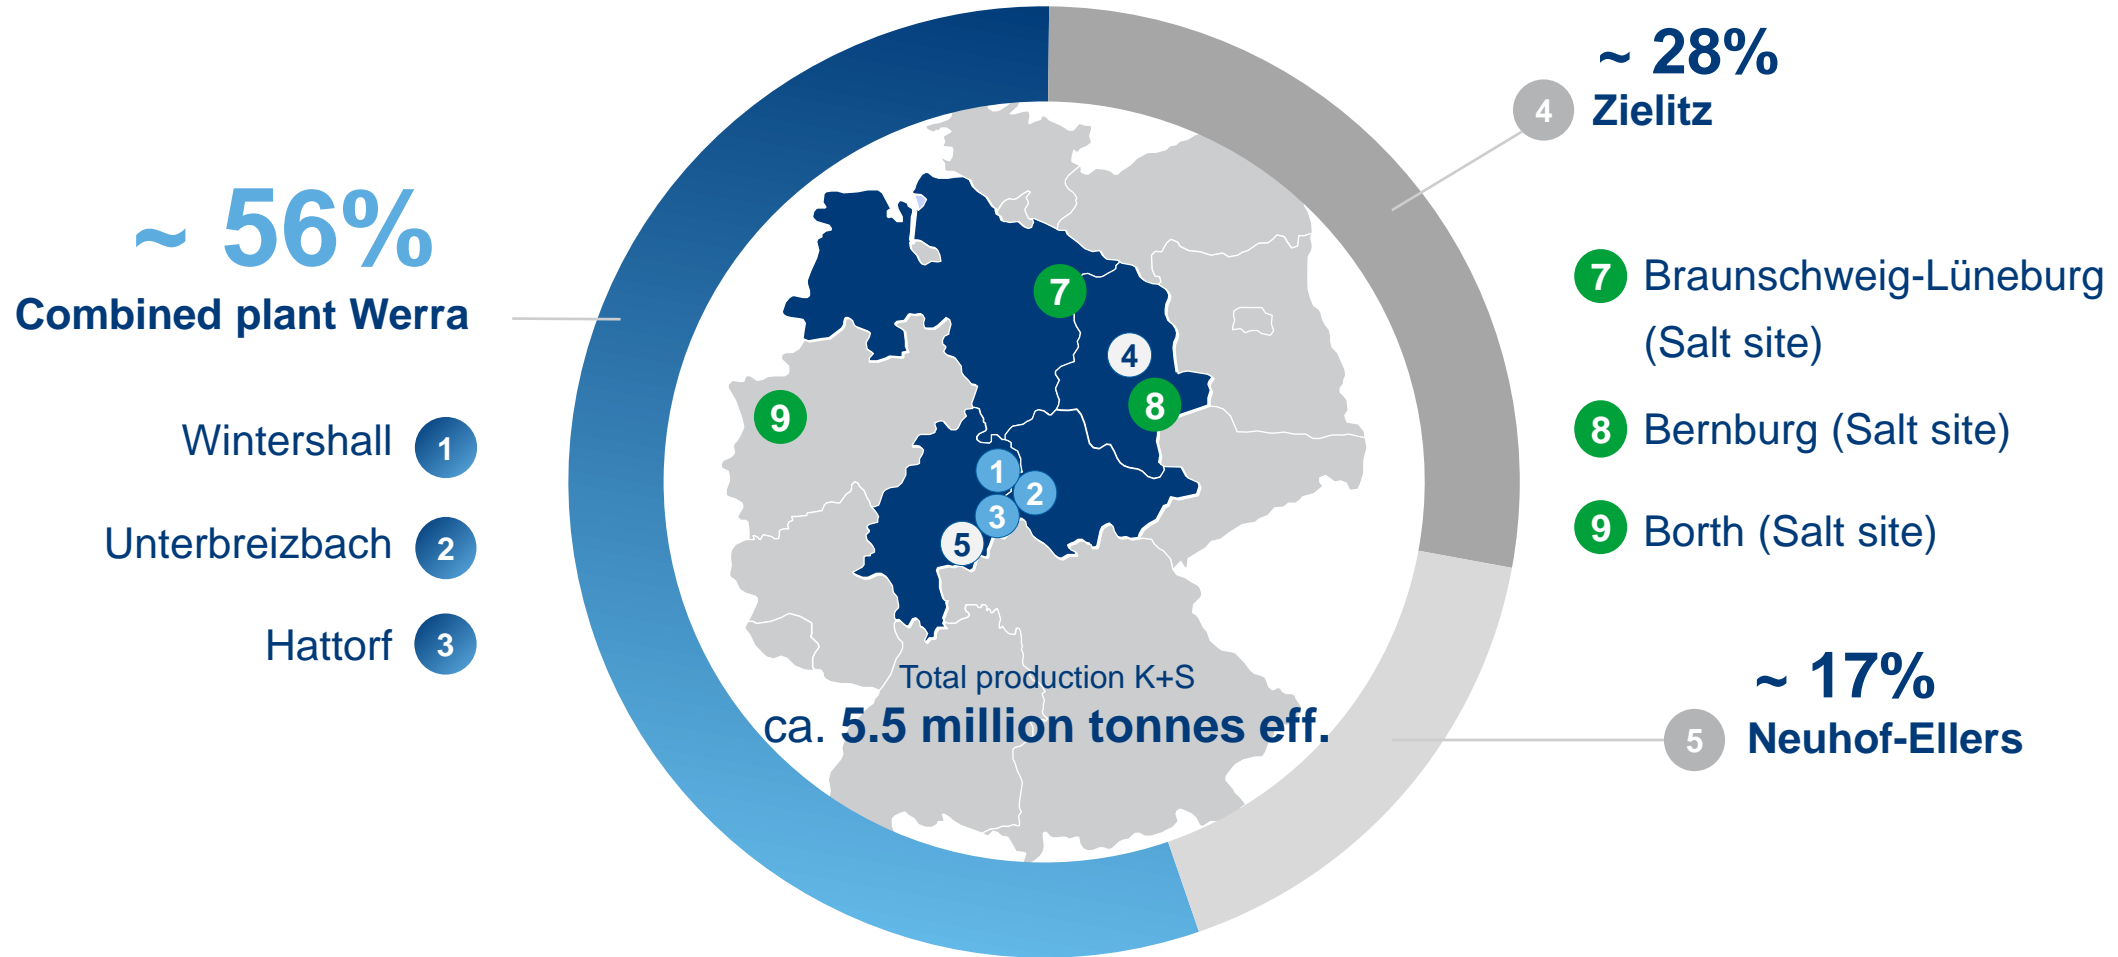 ~ 56%
Combined plant Werra
Wintershall 1
Unterbreizbach 2
Hattorf 3
7
4
8
9
1
2
3
5
Total production K+S
ca. 5.5 million tonnes eff.
~ 28%
4 Zielitz
7 Braunschweig-Lüneburg
(Salt site)
8 Bernburg (Salt site)
9 Borth (Salt site)
~ 17%
5 Neuhof-Ellers